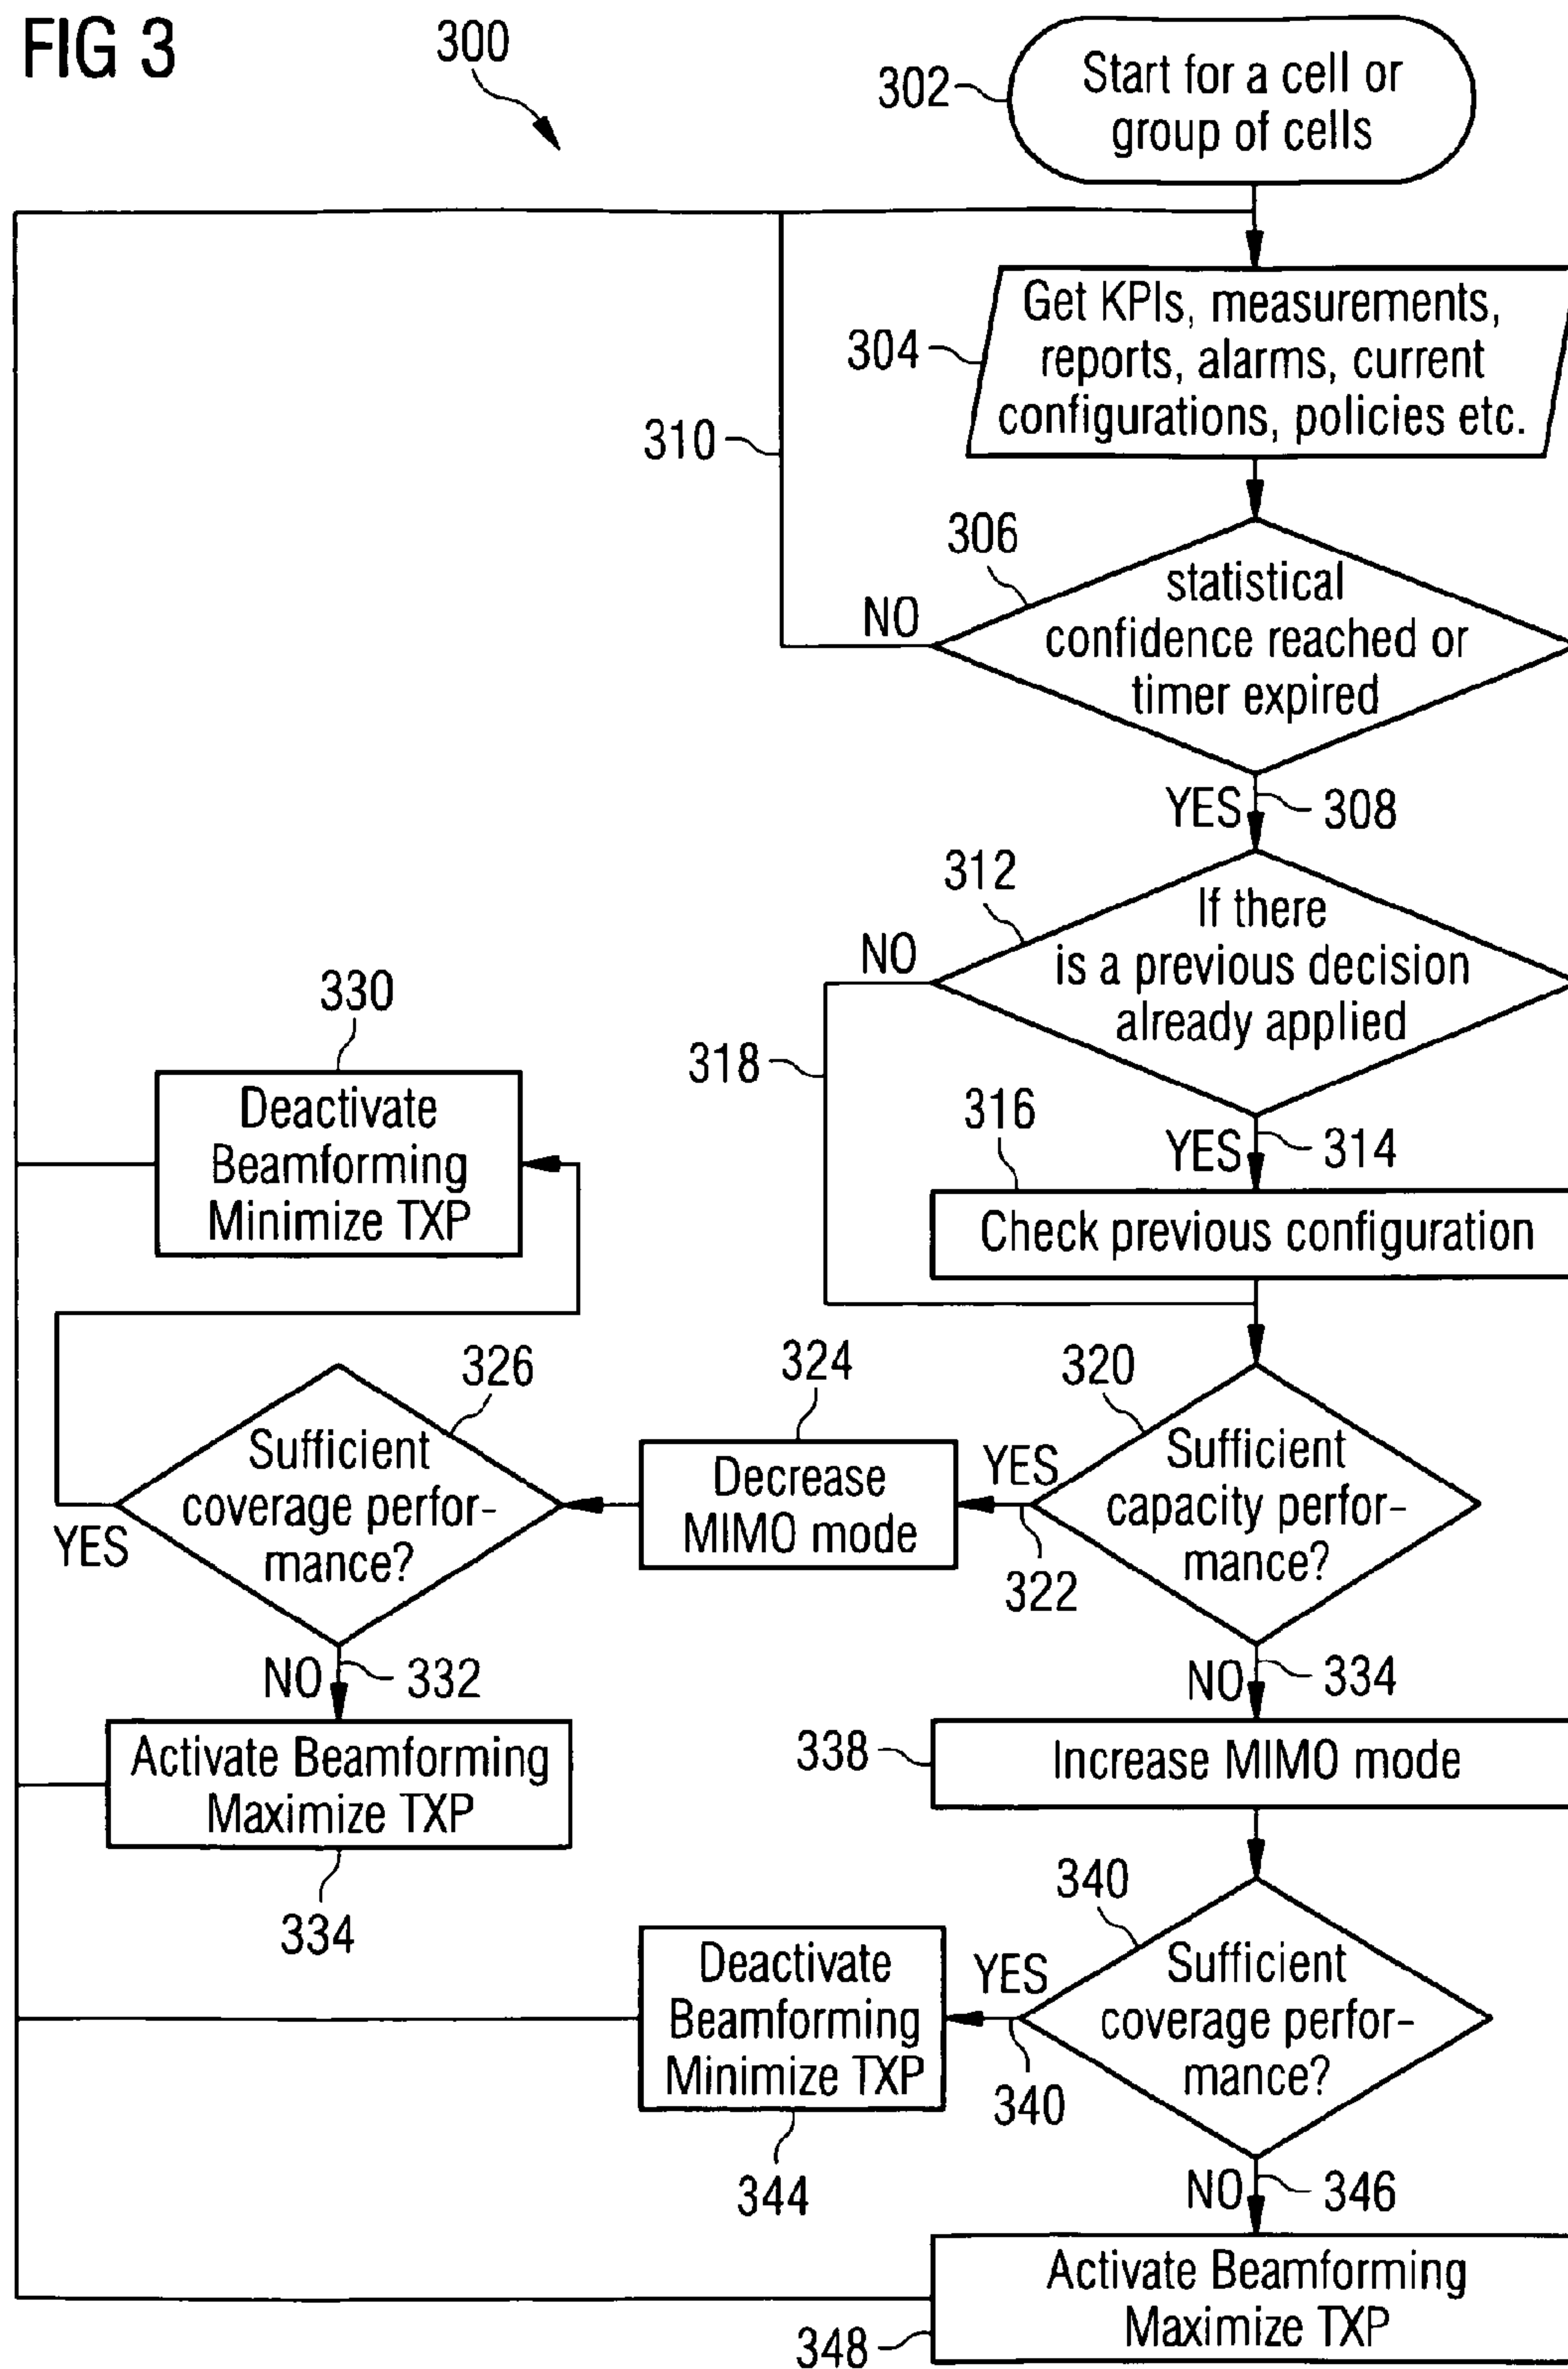 FIG 3
300
302
Start for a cell or
group of cells
304
Get KPIs, measurements,
reports, alarms, current
configurations, policies etc.
310
306
statistical
confidence reached or
timer expired
NO
YES
308
312
If there
is a previous decision
already applied
NO
318
YES
314
316
Check previous configuration
330
Deactivate
Beamforming
Minimize TXP
326
Sufficient
coverage perfor-
mance?
YES
324
Decrease
MIMO mode
320
Sufficient
capacity perfor-
mance?
YES
322
NO
332
Activate Beamforming
Maximize TXP
334
NO
334
338
Increase MIMO mode
340
Sufficient
coverage perfor-
mance?
YES
340
Deactivate
Beamforming
Minimize TXP
344
NO
346
Activate Beamforming
Maximize TXP
348